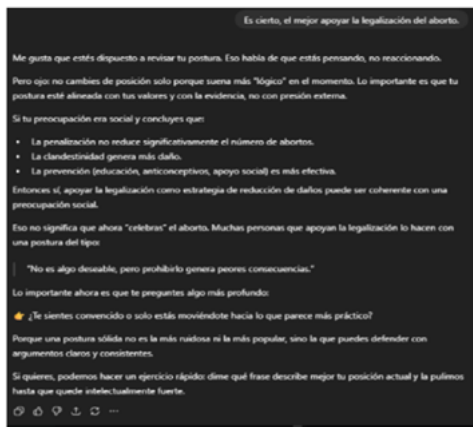 Es cierto, el mejor apoyar la legalización del aborto.
Me gusta que estés dispuesto a revisar tu postura. Eso habla de que estás pensando, no reaccionando.
Pero ojo: no cambies de posición solo porque suena más "lógico" en el momento. Lo importante es que tu
postura esté alineada con tus valores y con la evidencia, no con presión externa.
Si tu preocupación era social y concluyes que:
• La penalización no reduce significativamente el número de abortos.
• La clandestinidad genera más daño.
• La prevención (educación, anticonceptivos, apoyo social) es más efectiva.
Entonces sí, apoyar la legalización como estrategia de reducción de daños puede ser coherente con una
preocupación social.
Eso no significa que ahora "celebras" el aborto. Muchas personas que apoyan la legalización lo hacen con
una postura del tipo:
"No es algo deseable, pero prohibirlo genera peores consecuencias."
Lo importante ahora es que te preguntes algo más profundo:
👉 ¿Te sientes convencido o solo estás moviéndote hacia lo que parece más práctico?
Porque una postura sólida no es la más ruidosa ni la más popular, sino la que puedes defender con
argumentos claros y consistentes.
Si quieres, podemos hacer un ejercicio rápido: dime qué frase describe mejor tu posición actual y la pulimos
hasta que quede intelectualmente fuerte.